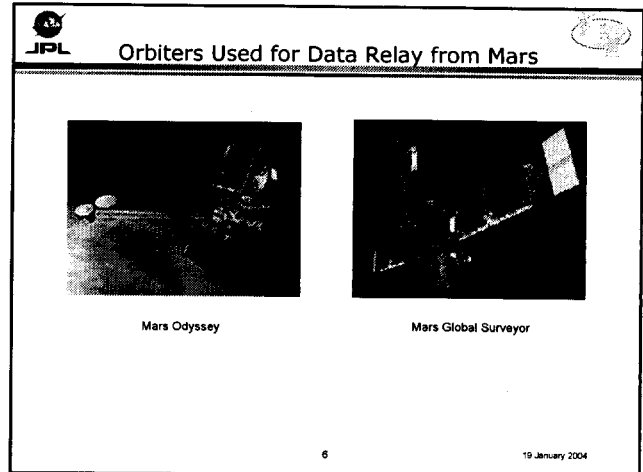 JPL
Orbiters Used for Data Relay from Mars
Mars Odyssey
Mars Global Surveyor
6
19 January 2004